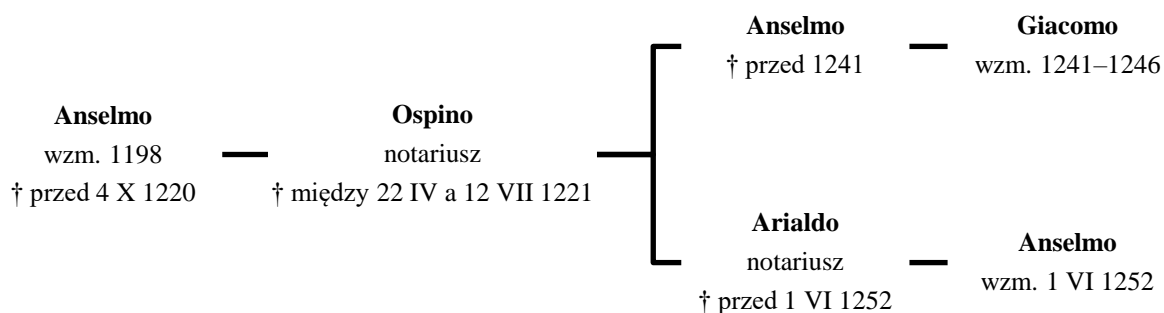 Anselmo
wzm. 1198
† przed 4 X 1220
Ospino
notariusz
† między 22 IV a 12 VII 1221
Anselmo
† przed 1241
Giacomo
wzm. 1241–1246
Arialdo
notariusz
† przed 1 VI 1252
Anselmo
wzm. 1 VI 1252